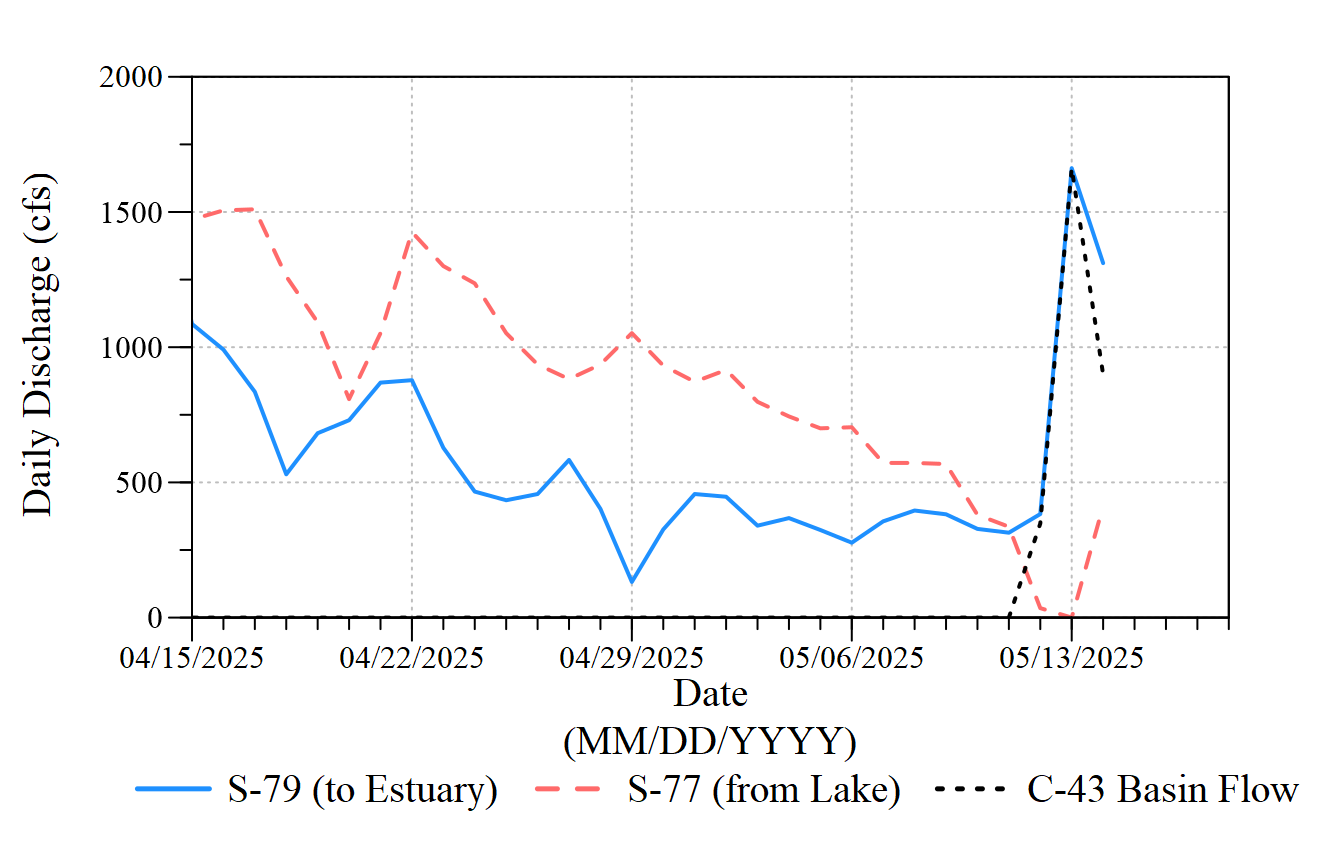 2000
1500
1000
500
0
Daily Discharge (cfs)
04/15/2025 04/22/2025 04/29/2025 05/06/2025 05/13/2025
Date
(MM/DD/YYYY)
S-79 (to Estuary) S-77 (from Lake) C-43 Basin Flow